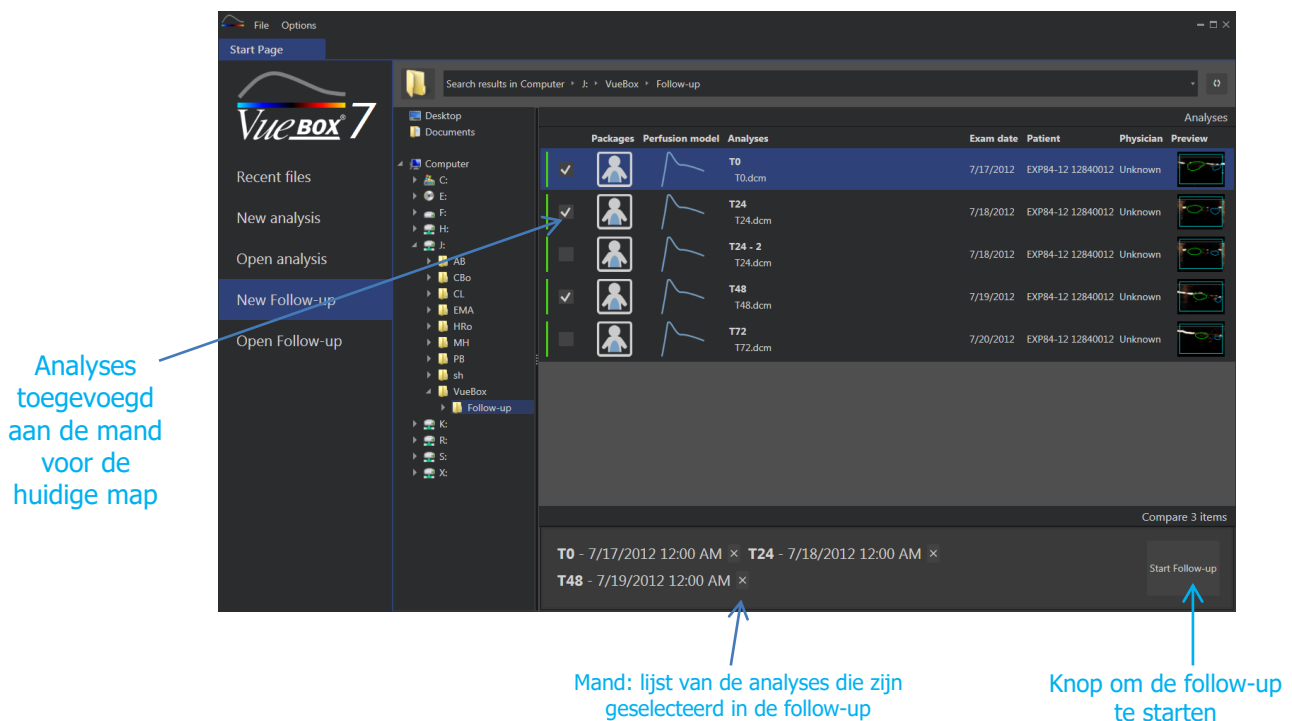 File Options
Start Page
VUEBOX® 7
Recent files
New analysis
Open analysis
New Follow-up
Open Follow-up
Search results in Computer J: VueBox Follow-up
Desktop
Documents
Computer
C:
E:
F:
H:
J:
AB
CBo
CL
EMA
HRo
MH
PB
sh
VueBox
Follow-up
K:
R:
S:
X:
Analyses
Packages Perfusion model Analyses Exam date Patient Physician Preview
T0
T0.dcm
7/17/2012 EXP84-12 12840012 Unknown
T24
T24.dcm
7/18/2012 EXP84-12 12840012 Unknown
T24 - 2
T24.dcm
7/18/2012 EXP84-12 12840012 Unknown
T48
T48.dcm
7/19/2012 EXP84-12 12840012 Unknown
T72
T72.dcm
7/20/2012 EXP84-12 12840012 Unknown
Compare 3 items
T0 - 7/17/2012 12:00 AM × T24 - 7/18/2012 12:00 AM ×
T48 - 7/19/2012 12:00 AM ×
Start Follow-up
Analyses
toegevoegd
aan de mand
voor de
huidige map
Mand: lijst van de analyses die zijn
geselecteerd in de follow-up
Knop om de follow-up
te starten